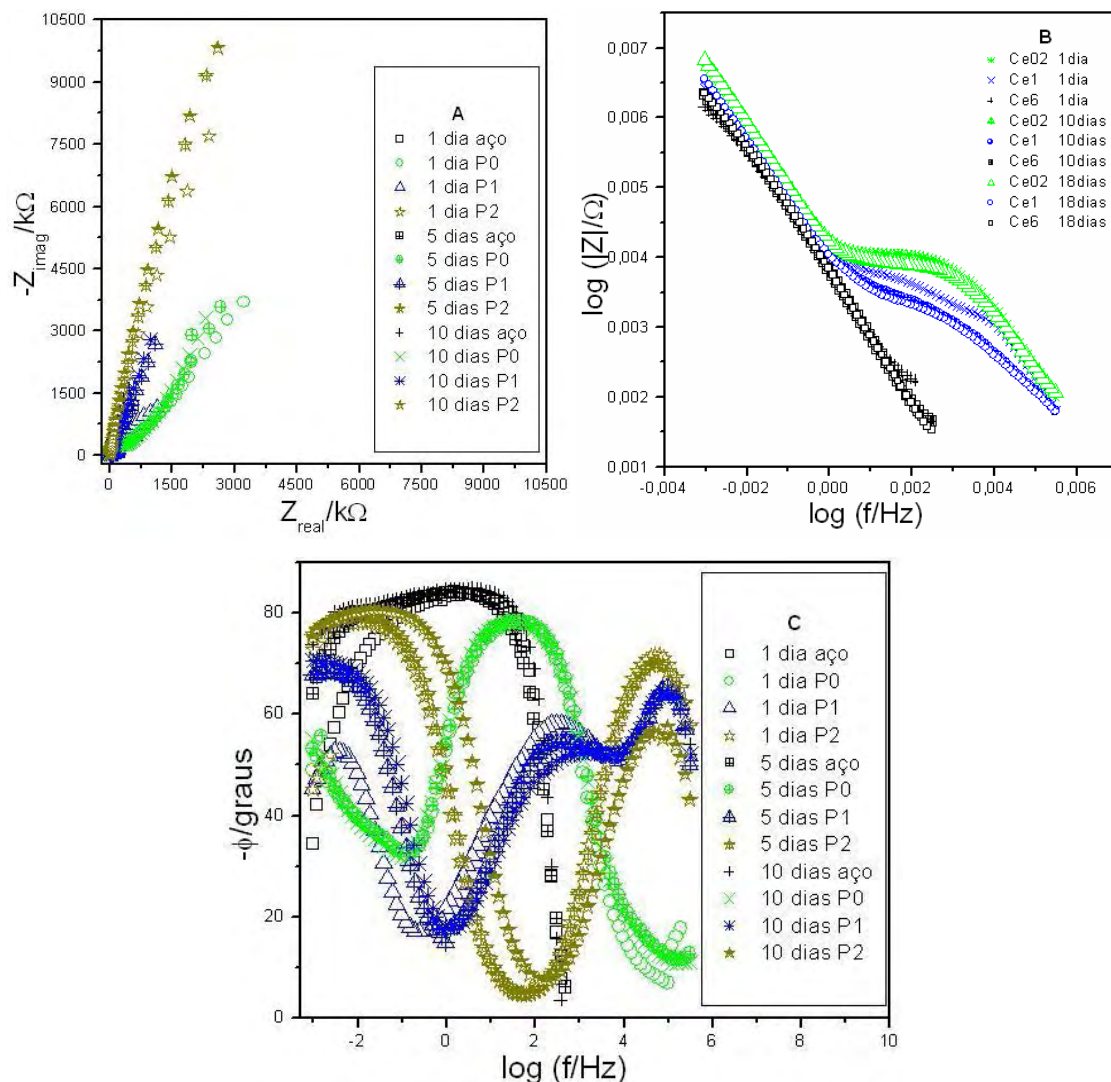 10500
9000
7500
6000
4500
3000
1500
0
-Z_imag/kΩ
0 1500 3000 4500 6000 7500 9000 10500
Z_real/kΩ
A
1 dia aço
1 dia P0
1 dia P1
1 dia P2
5 dias aço
5 dias P0
5 dias P1
5 dias P2
10 dias aço
10 dias P0
10 dias P1
10 dias P2
0,007
0,006
0,005
0,004
0,003
0,002
0,001
log (|Z|/Ω)
-0,004 -0,002 0,000 0,002 0,004 0,006
log (f/Hz)
B
Ce02 1dia
Ce1 1dia
Ce6 1dia
Ce02 10dias
Ce1 10dias
Ce6 10dias
Ce02 18dias
Ce1 18dias
Ce6 18dias
80
60
40
20
0
-ϕ/graus
-2 0 2 4 6 8 10
log (f/Hz)
C
1 dia aço
1 dia P0
1 dia P1
1 dia P2
5 dias aço
5 dias P0
5 dias P1
5 dias P2
10 dias aço
10 dias P0
10 dias P1
10 dias P2